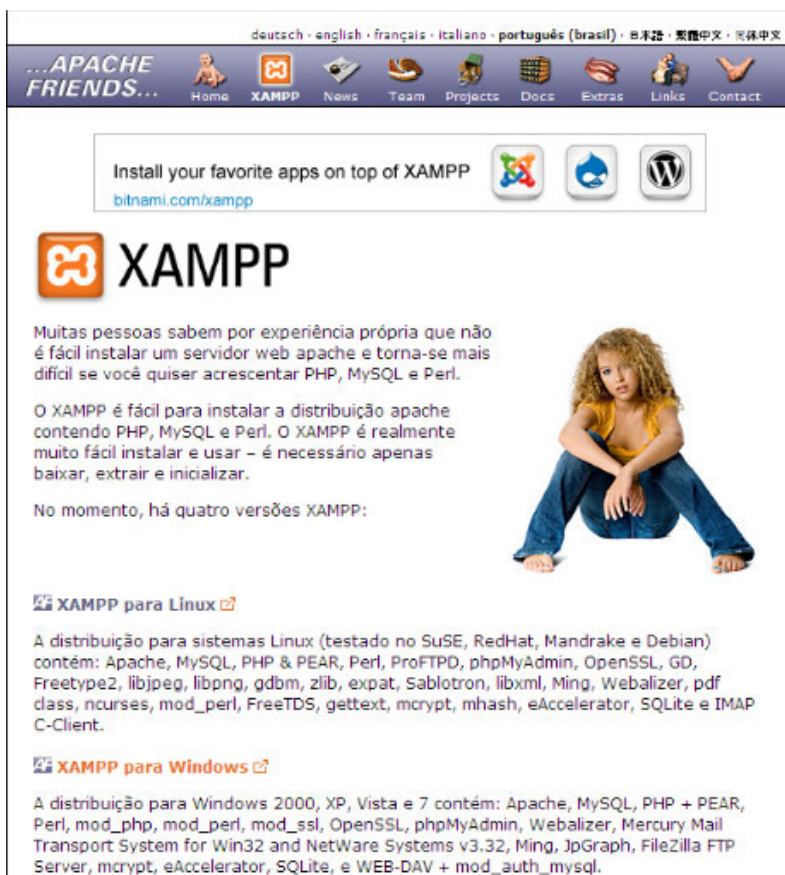 deutsch · english · français · italiano · português (brasil) · 日本語 · 繁體中文 · 简体中文
...APACHE
FRIENDS...
Home XAMPP News Team Projects Docs Extras Links Contact
Install your favorite apps on top of XAMPP
bitnami.com/xampp
XAMPP
Muitas pessoas sabem por experiência própria que não
é fácil instalar um servidor web apache e torna-se mais
difícil se você quiser acrescentar PHP, MySQL e Perl.
O XAMPP é fácil para instalar a distribuição apache
contendo PHP, MySQL e Perl. O XAMPP é realmente
muito fácil instalar e usar – é necessário apenas
baixar, extrair e inicializar.
No momento, há quatro versões XAMPP:
AF XAMPP para Linux
A distribuição para sistemas Linux (testado no SuSE, RedHat, Mandrake e Debian)
contém: Apache, MySQL, PHP & PEAR, Perl, ProFTPD, phpMyAdmin, OpenSSL, GD,
Freetype2, libjpeg, libpng, gdbm, zlib, expat, Sablotron, libxml, Ming, Webalizer, pdf
class, ncurses, mod_perl, FreeTDS, gettext, mcrypt, mhash, eAccelerator, SQLite e IMAP
C-Client.
AF XAMPP para Windows
A distribuição para Windows 2000, XP, Vista e 7 contém: Apache, MySQL, PHP + PEAR,
Perl, mod_php, mod_perl, mod_ssl, OpenSSL, phpMyAdmin, Webalizer, Mercury Mail
Transport System for Win32 and NetWare Systems v3.32, Ming, JpGraph, FileZilla FTP
Server, mcrypt, eAccelerator, SQLite, e WEB-DAV + mod_auth_mysql.